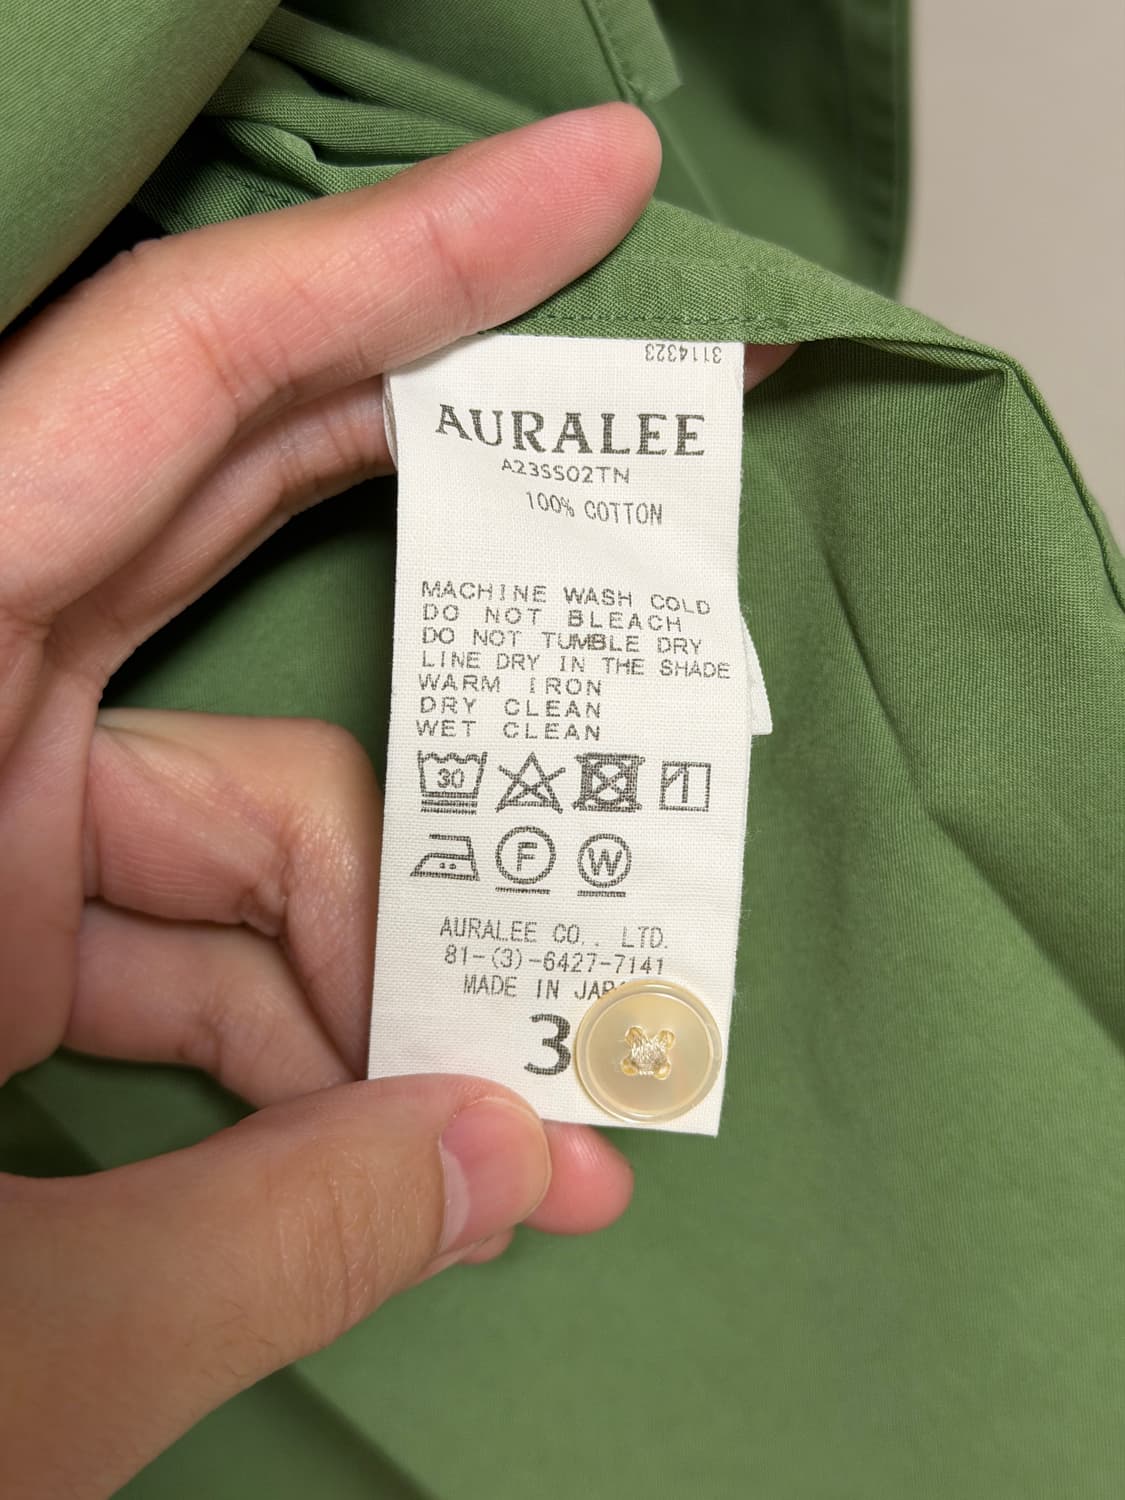 3114323
AURALEE
A23SS02TN
100% COTTON
MACHINE WASH COLD
DO NOT BLEACH
DO NOT TUMBLE DRY
LINE DRY IN THE SHADE
WARM IRON
DRY CLEAN
WET CLEAN
30
F W
AURALEE CO., LTD.
81-(3)-6427-7141
MADE IN
3